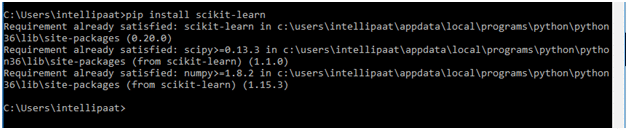 C:\Users\intellipaat>pip install scikit-learn
Requirement already satisfied: scikit-learn in c:\users\intellipaat\appdata\local\programs\python\python
36\lib\site-packages (0.20.0)
Requirement already satisfied: scipy>=0.13.3 in c:\users\intellipaat\appdata\local\programs\python\pytho
n36\lib\site-packages (from scikit-learn) (1.1.0)
Requirement already satisfied: numpy>=1.8.2 in c:\users\intellipaat\appdata\local\programs\python\python
36\lib\site-packages (from scikit-learn) (1.15.3)
C:\Users\intellipaat>